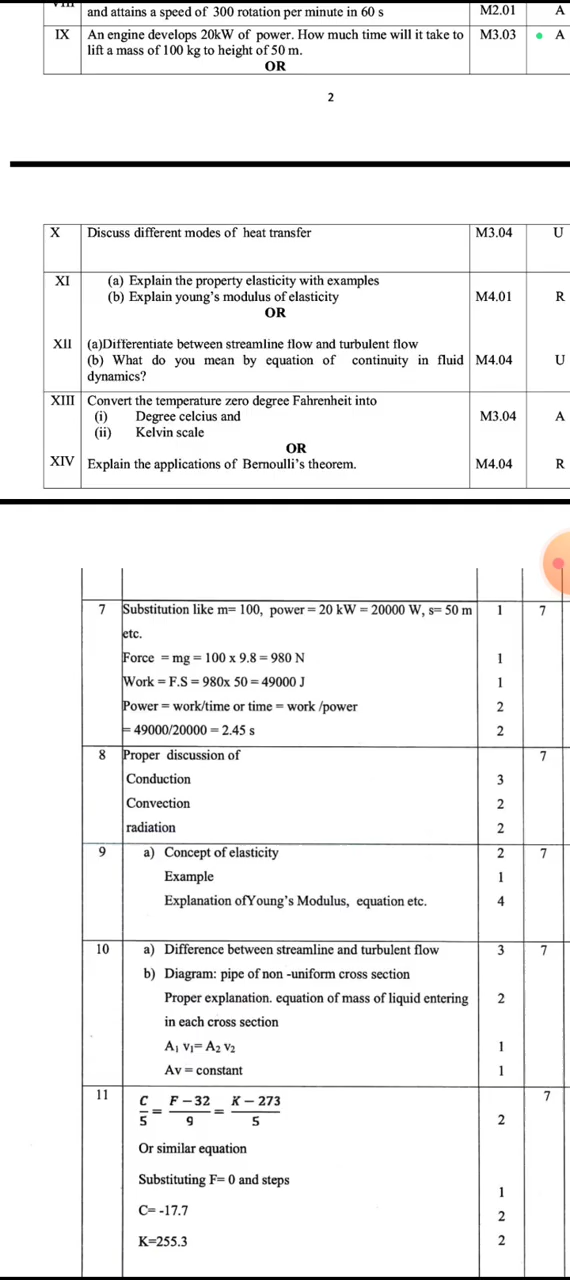 VIII and attains a speed of 300 rotation per minute in 60 s M2.01 A
IX An engine develops 20kW of power. How much time will it take to M3.03 A
lift a mass of 100 kg to height of 50 m.
OR
2
X Discuss different modes of heat transfer M3.04 U
XI (a) Explain the property elasticity with examples
(b) Explain young's modulus of elasticity M4.01 R
OR
XII (a)Differentiate between streamline flow and turbulent flow
(b) What do you mean by equation of continuity in fluid M4.04 U
dynamics?
XIII Convert the temperature zero degree Fahrenheit into
(i) Degree celcius and M3.04 A
(ii) Kelvin scale
OR
XIV Explain the applications of Bernoulli's theorem. M4.04 R
7 Substitution like m= 100, power = 20 kW = 20000 W, s= 50 m 1 7
etc.
Force = mg = 100 x 9.8 = 980 N 1
Work = F.S = 980x 50 = 49000 J 1
Power = work/time or time = work /power 2
= 49000/20000 = 2.45 s 2
8 Proper discussion of 7
Conduction 3
Convection 2
radiation 2
9 a) Concept of elasticity 2 7
Example 1
Explanation ofYoung's Modulus, equation etc. 4
10 a) Difference between streamline and turbulent flow 3 7
b) Diagram: pipe of non -uniform cross section
Proper explanation. equation of mass of liquid entering 2
in each cross section
A₁ v₁= A₂ v₂ 1
Av = constant 1
11 C/5 = F − 32/9 = K − 273/5 2 7
Or similar equation
Substituting F= 0 and steps 1
C= -17.7 2
K=255.3 2